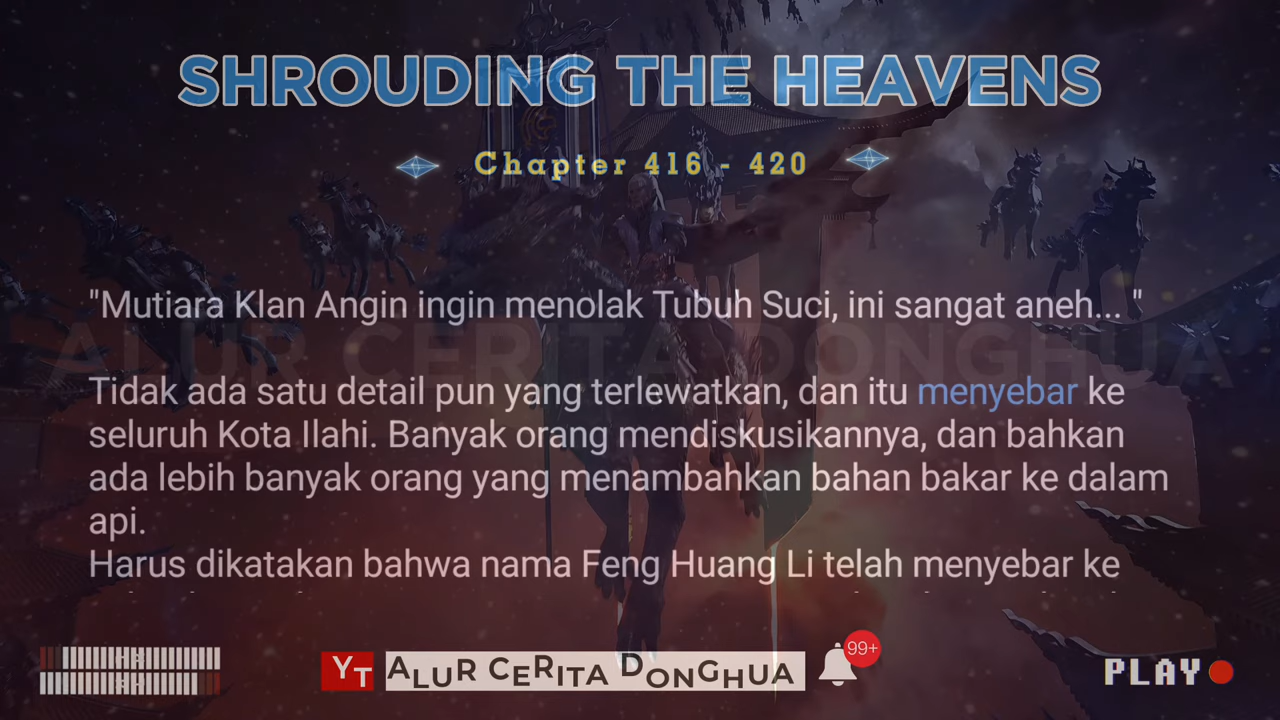 SHROUDING THE HEAVENS
Chapter 416 - 420
"Mutiara Klan Angin ingin menolak Tubuh Suci, ini sangat aneh... "
ALUR CERITA DONGHUA
Tidak ada satu detail pun yang terlewatkan, dan itu menyebar ke
seluruh Kota Ilahi. Banyak orang mendiskusikannya, dan bahkan
ada lebih banyak orang yang menambahkan bahan bakar ke dalam
api.
Harus dikatakan bahwa nama Feng Huang Li telah menyebar ke
YT ALUR CERITA DONGHUA
99+
PLAY